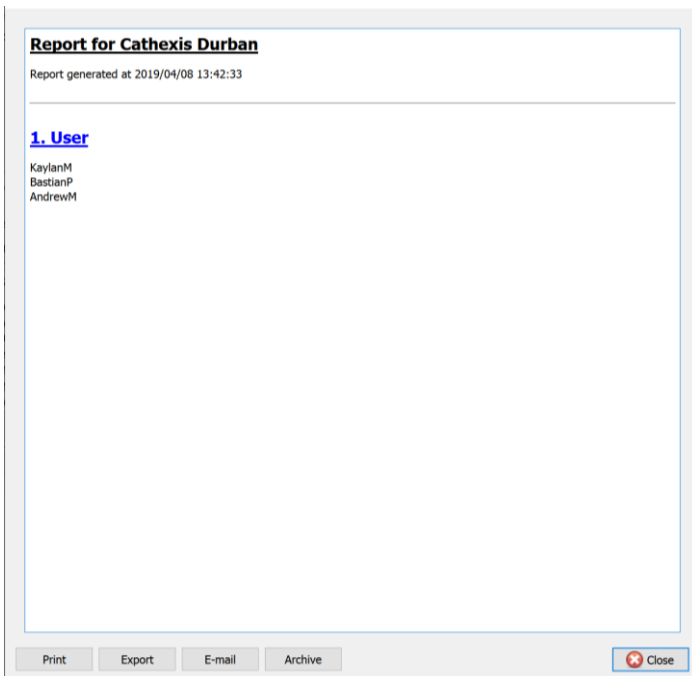 Report for Cathexis Durban
Report generated at 2019/04/08 13:42:33
1. User
KaylanM
BastianP
AndrewM
Print Export E-mail Archive Close